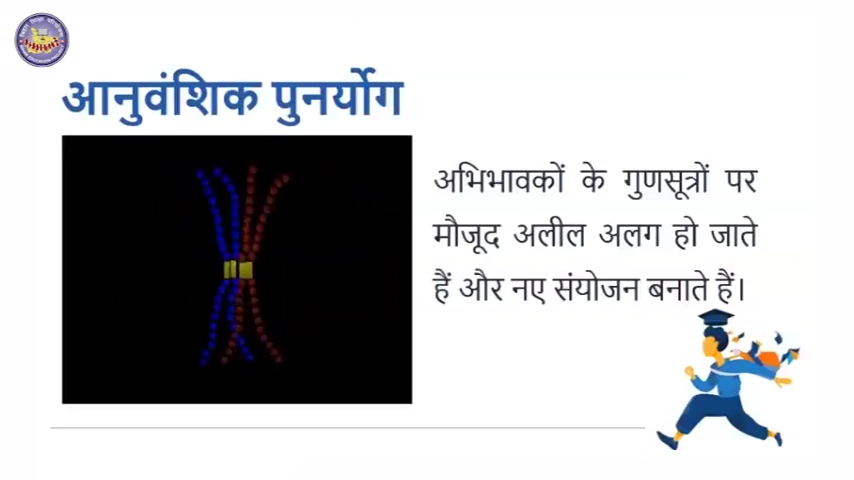 आनुवंशिक पुनर्योग
अभिभावकों के गुणसूत्रों पर
मौजूद अलील अलग हो जाते
हैं और नए संयोजन बनाते हैं।